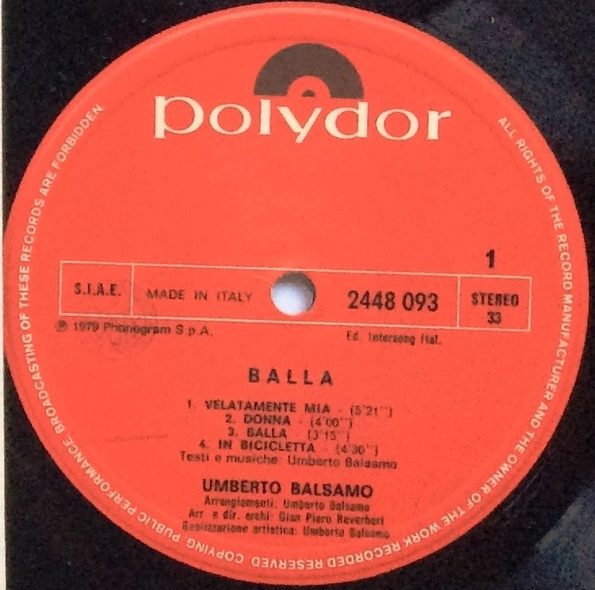 polydor
1
S.I.A.E.
MADE IN ITALY
2448 093
STEREO
33
℗ 1979 Phonogram S p A.
Ed. Intersong Ital.
BALLA
1. VELATAMENTE MIA - (5'21'')
2. DONNA - (4'00'')
3. BALLA (3'15'')
4. IN BICICLETTA - (4'30'')
Testi e musiche: Umberto Balsamo
UMBERTO BALSAMO
Arrangiamenti: Umberto Balsamo
Arr e dir. archi: Gian Piero Reverberi
Realizzazione artistica: Umberto Balsamo
ALL RIGHTS OF THE RECORD MANUFACTURER AND THE OWNER OF THE WORK RECORDED RESERVED COPYING, PUBLIC PERFORMANCE BROADCASTING OF THESE RECORDS ARE FORBIDDEN